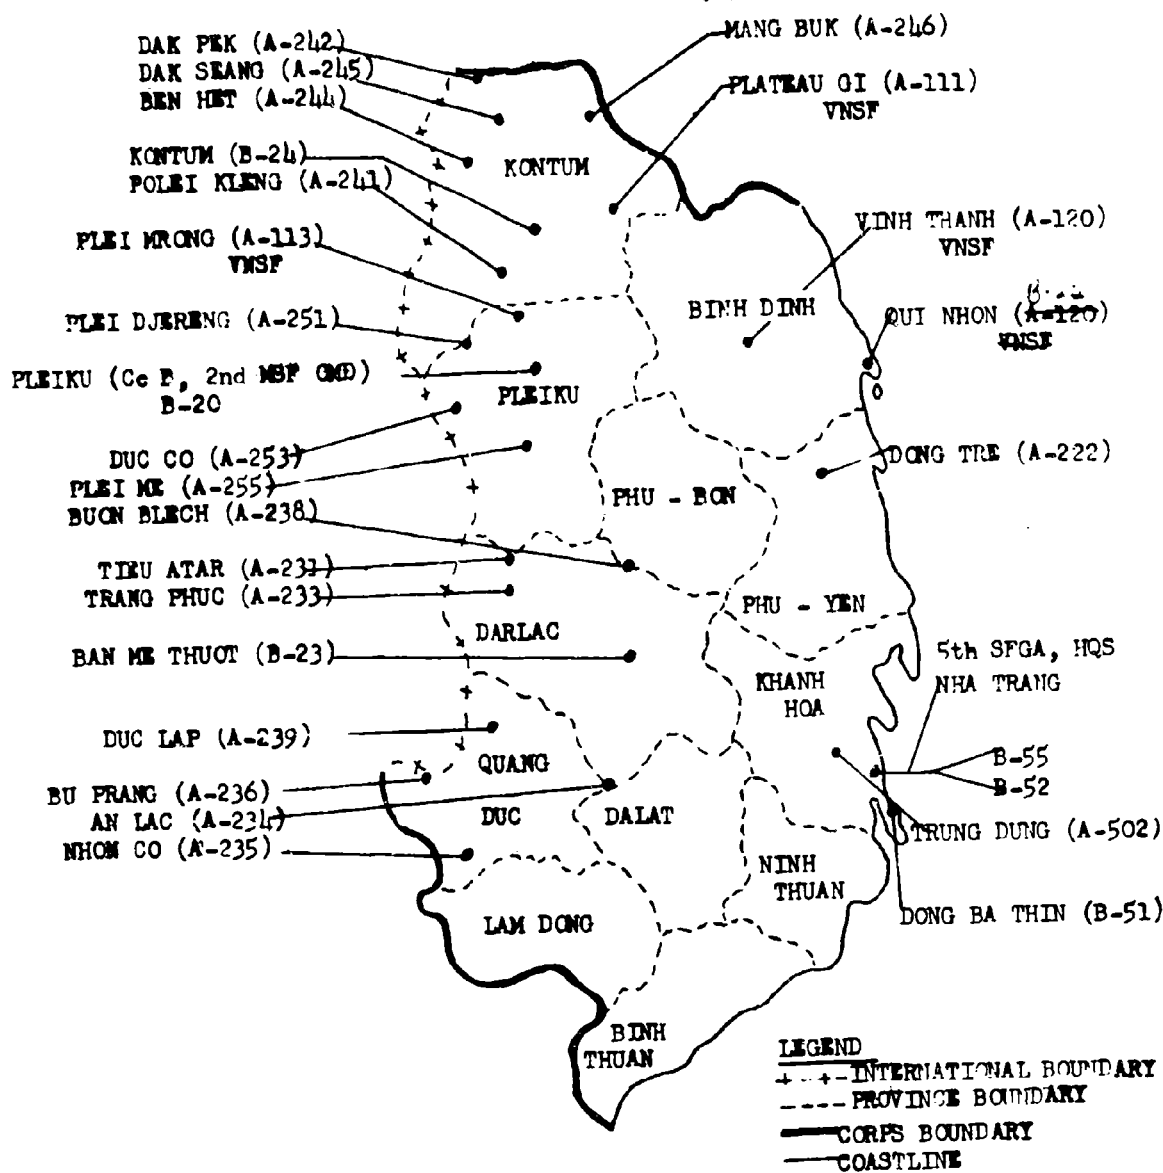 DAK PEK (A-242)
DAK SEANG (A-245)
BEN HET (A-244)
KONTUM (B-24)
POLEI KLENG (A-241)
PLEI MRONG (A-113)
VNSF
PLEI DJERENG (A-251)
PLEIKU (Co B, 2nd MSF CMD)
B-20
DUC CO (A-253)
PLEI ME (A-255)
BUON BLECH (A-238)
TIEU ATAR (A-231)
TRANG PHUC (A-233)
BAN ME THUOT (B-23)
DUC LAP (A-239)
BU PRANG (A-236)
AN LAC (A-234)
NHOM CO (A-235)
MANG BUK (A-246)
PLATEAU GI (A-111)
VNSF
VINH THANH (A-120)
VNSF
QUI NHON (A-120)
VNSF
DONG TRE (A-222)
5th SFGA, HQS
NHA TRANG
B-55
B-52
TRUNG DUNG (A-502)
DONG BA THIN (B-51)
KONTUM
BINH DINH
PLEIKU
PHU - BON
PHU - YEN
DARLAC
KHANH
HOA
QUANG
DUC
DALAT
NINH
THUAN
LAM DONG
BINH
THUAN
LEGEND
INTERNATIONAL BOUNDARY
PROVINCE BOUNDARY
CORPS BOUNDARY
COASTLINE